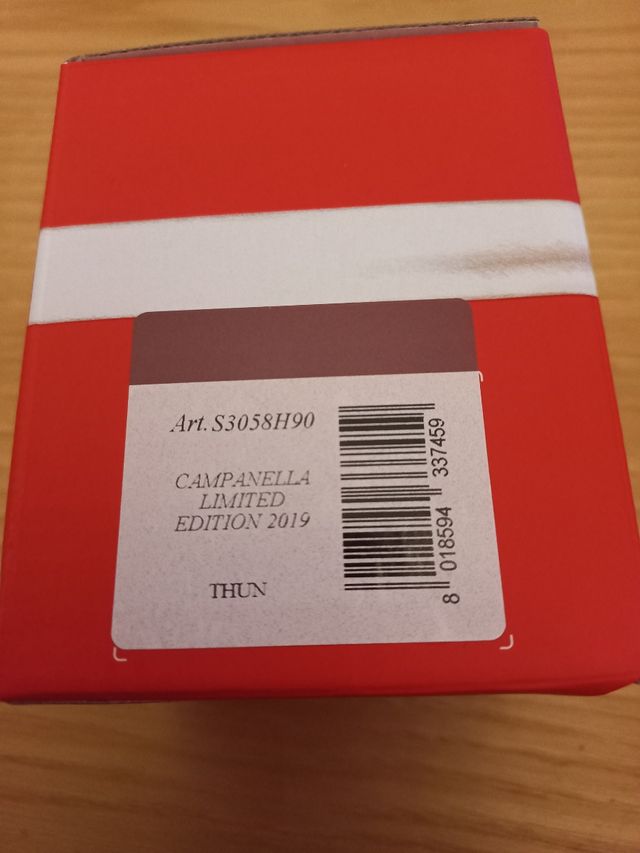 Art. S3058H90
CAMPANELLA
LIMITED
EDITION 2019
THUN
8 018594 337459